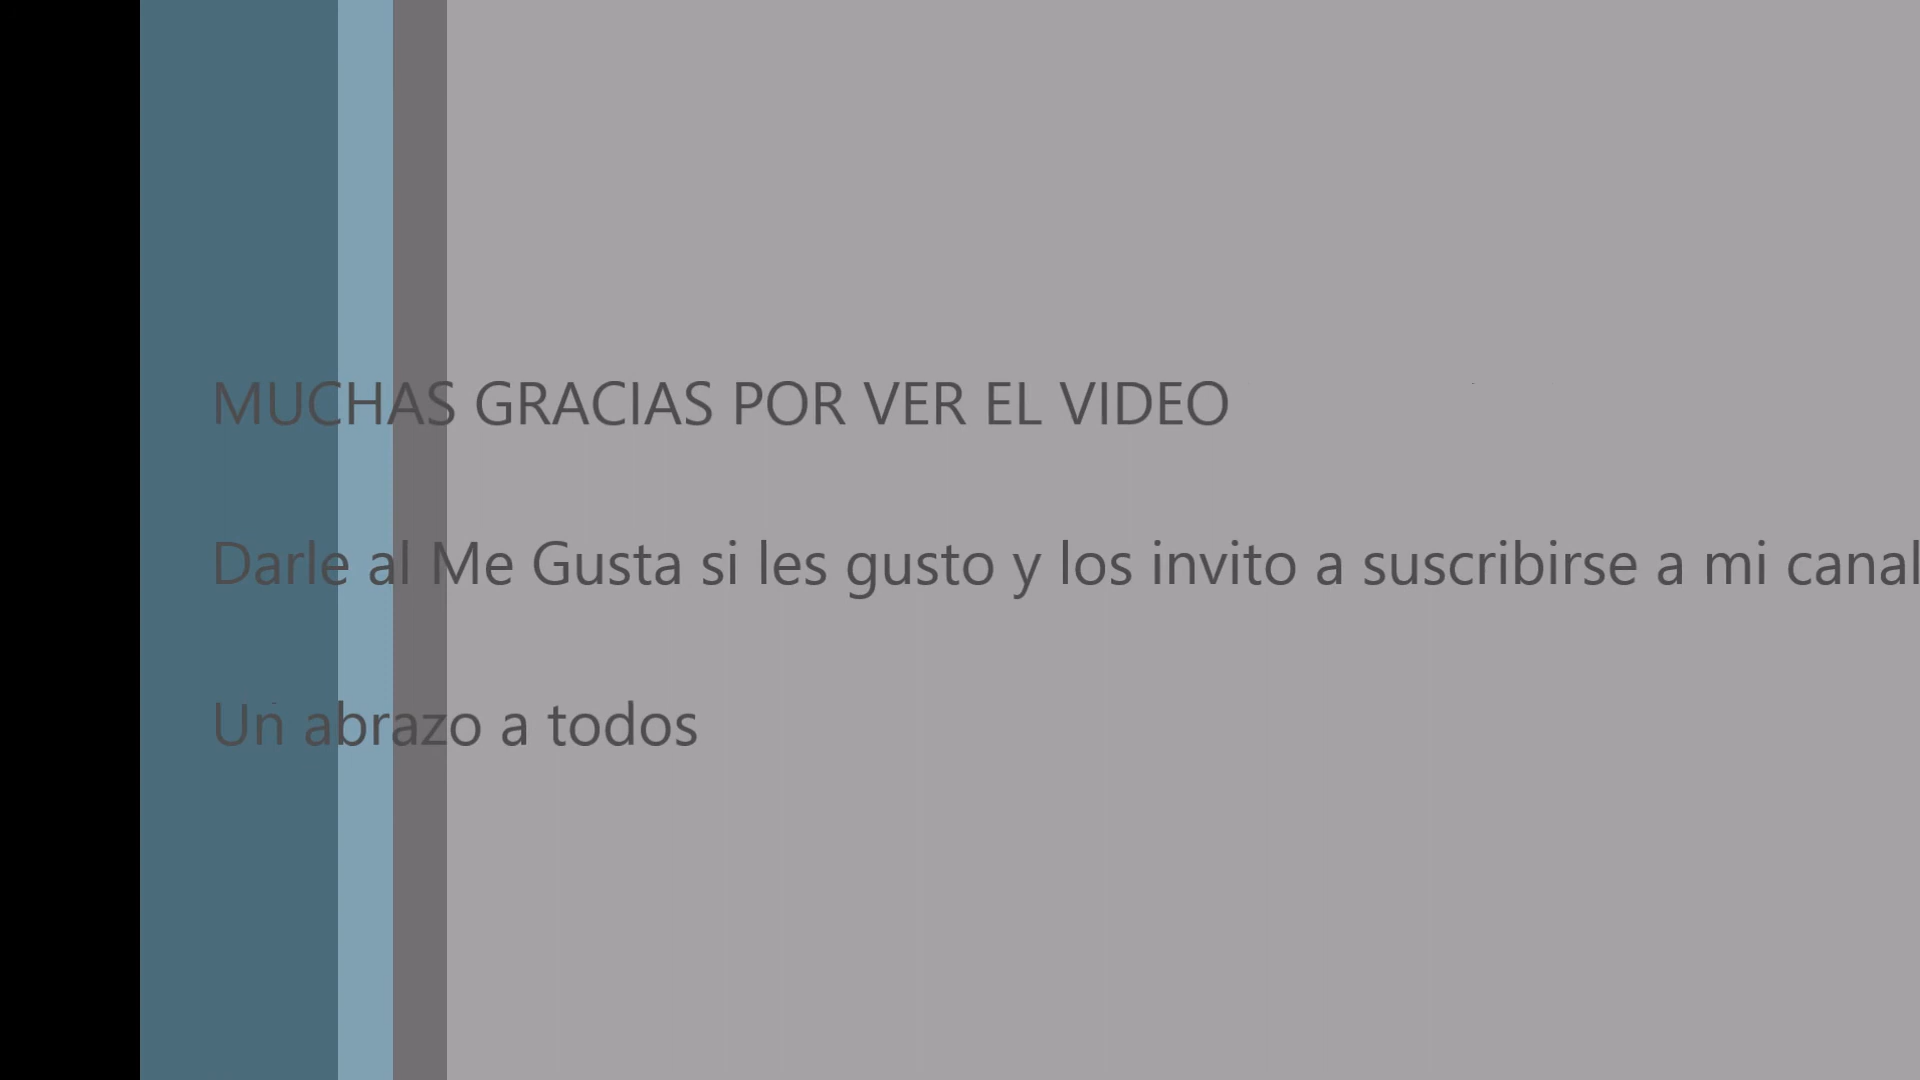 MUCHAS GRACIAS POR VER EL VIDEO
Darle al Me Gusta si les gusto y los invito a suscribirse a mi canal
Un abrazo a todos